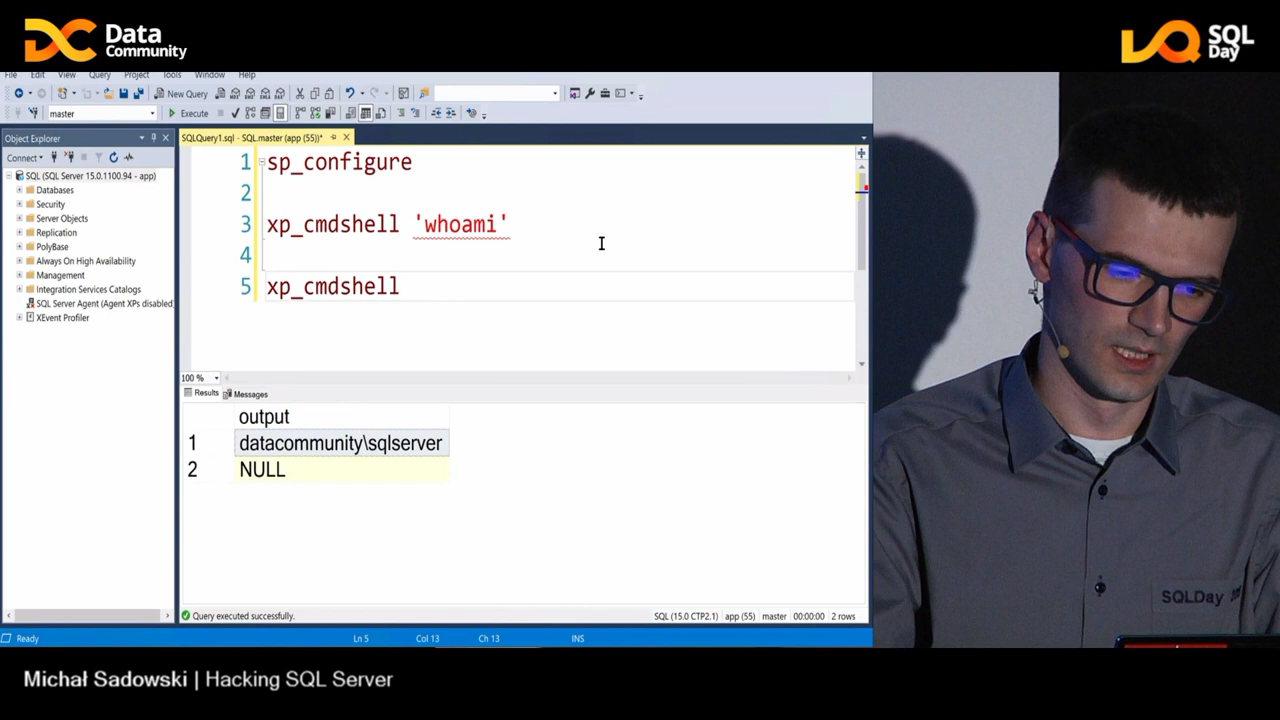 Data
Community
SQL
Day
File Edit View Query Project Tools Window Help
New Query
master
Execute
Object Explorer
SQLQuery1.sql - SQL.master (app (55))*
Connect
SQL (SQL Server 15.0.1100.94 - app)
Databases
Security
Server Objects
Replication
PolyBase
Always On High Availability
Management
Integration Services Catalogs
SQL Server Agent (Agent XPs disabled)
XEvent Profiler
1 sp_configure
2
3 xp_cmdshell 'whoami'
4
5 xp_cmdshell
100 %
Results Messages
output
1 datacommunity\sqlserver
2 NULL
Query executed successfully.
SQL (15.0 CTP2.1) app (55) master 00:00:00 2 rows
Ready
Ln 5 Col 13 Ch 13 INS
SQLDay
Michał Sadowski | Hacking SQL Server